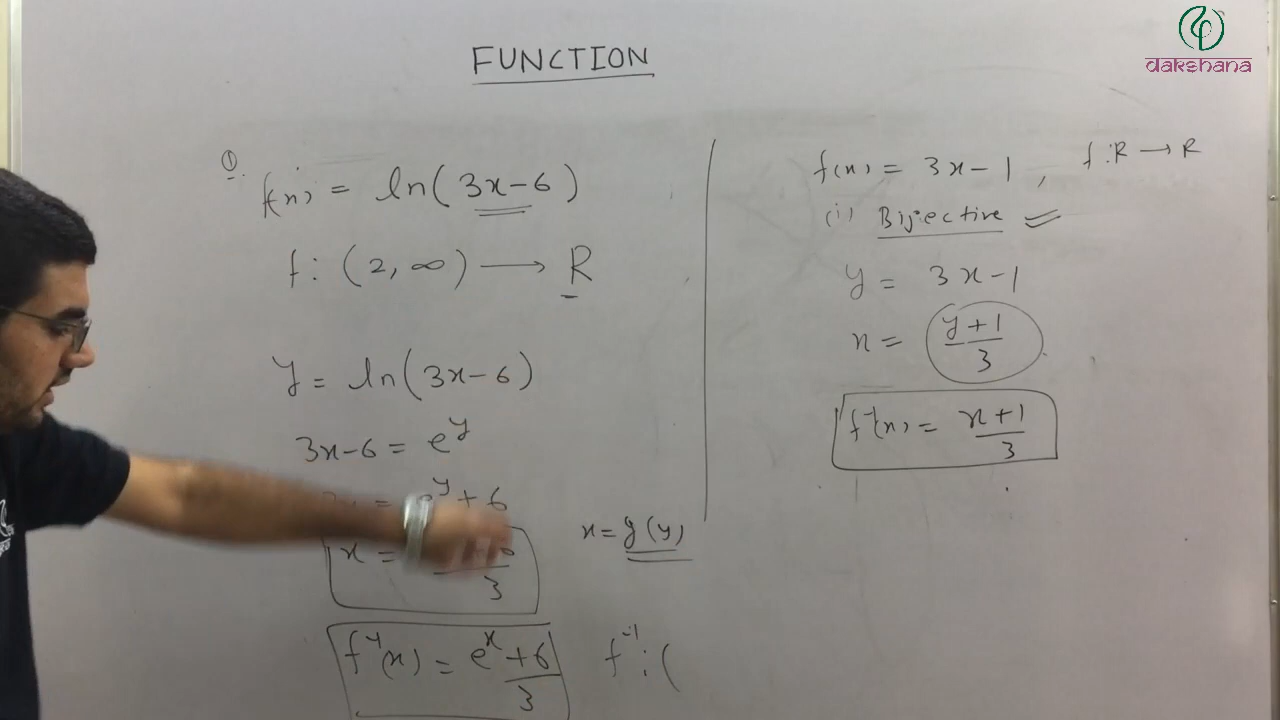 dakshana
FUNCTION
① f(x) = ln(3x-6)
f : (2, ∞) ⟶ R
y = ln(3x-6)
3x-6 = e^y
= e^y + 6
x =
3
x = g(y)
f^-1(x) = e^x+6/3
f^-1 : (
f(x) = 3x-1 , f : R → R
(i) Bijective
y = 3x-1
x = y+1/3
f^-1(x) = x+1/3